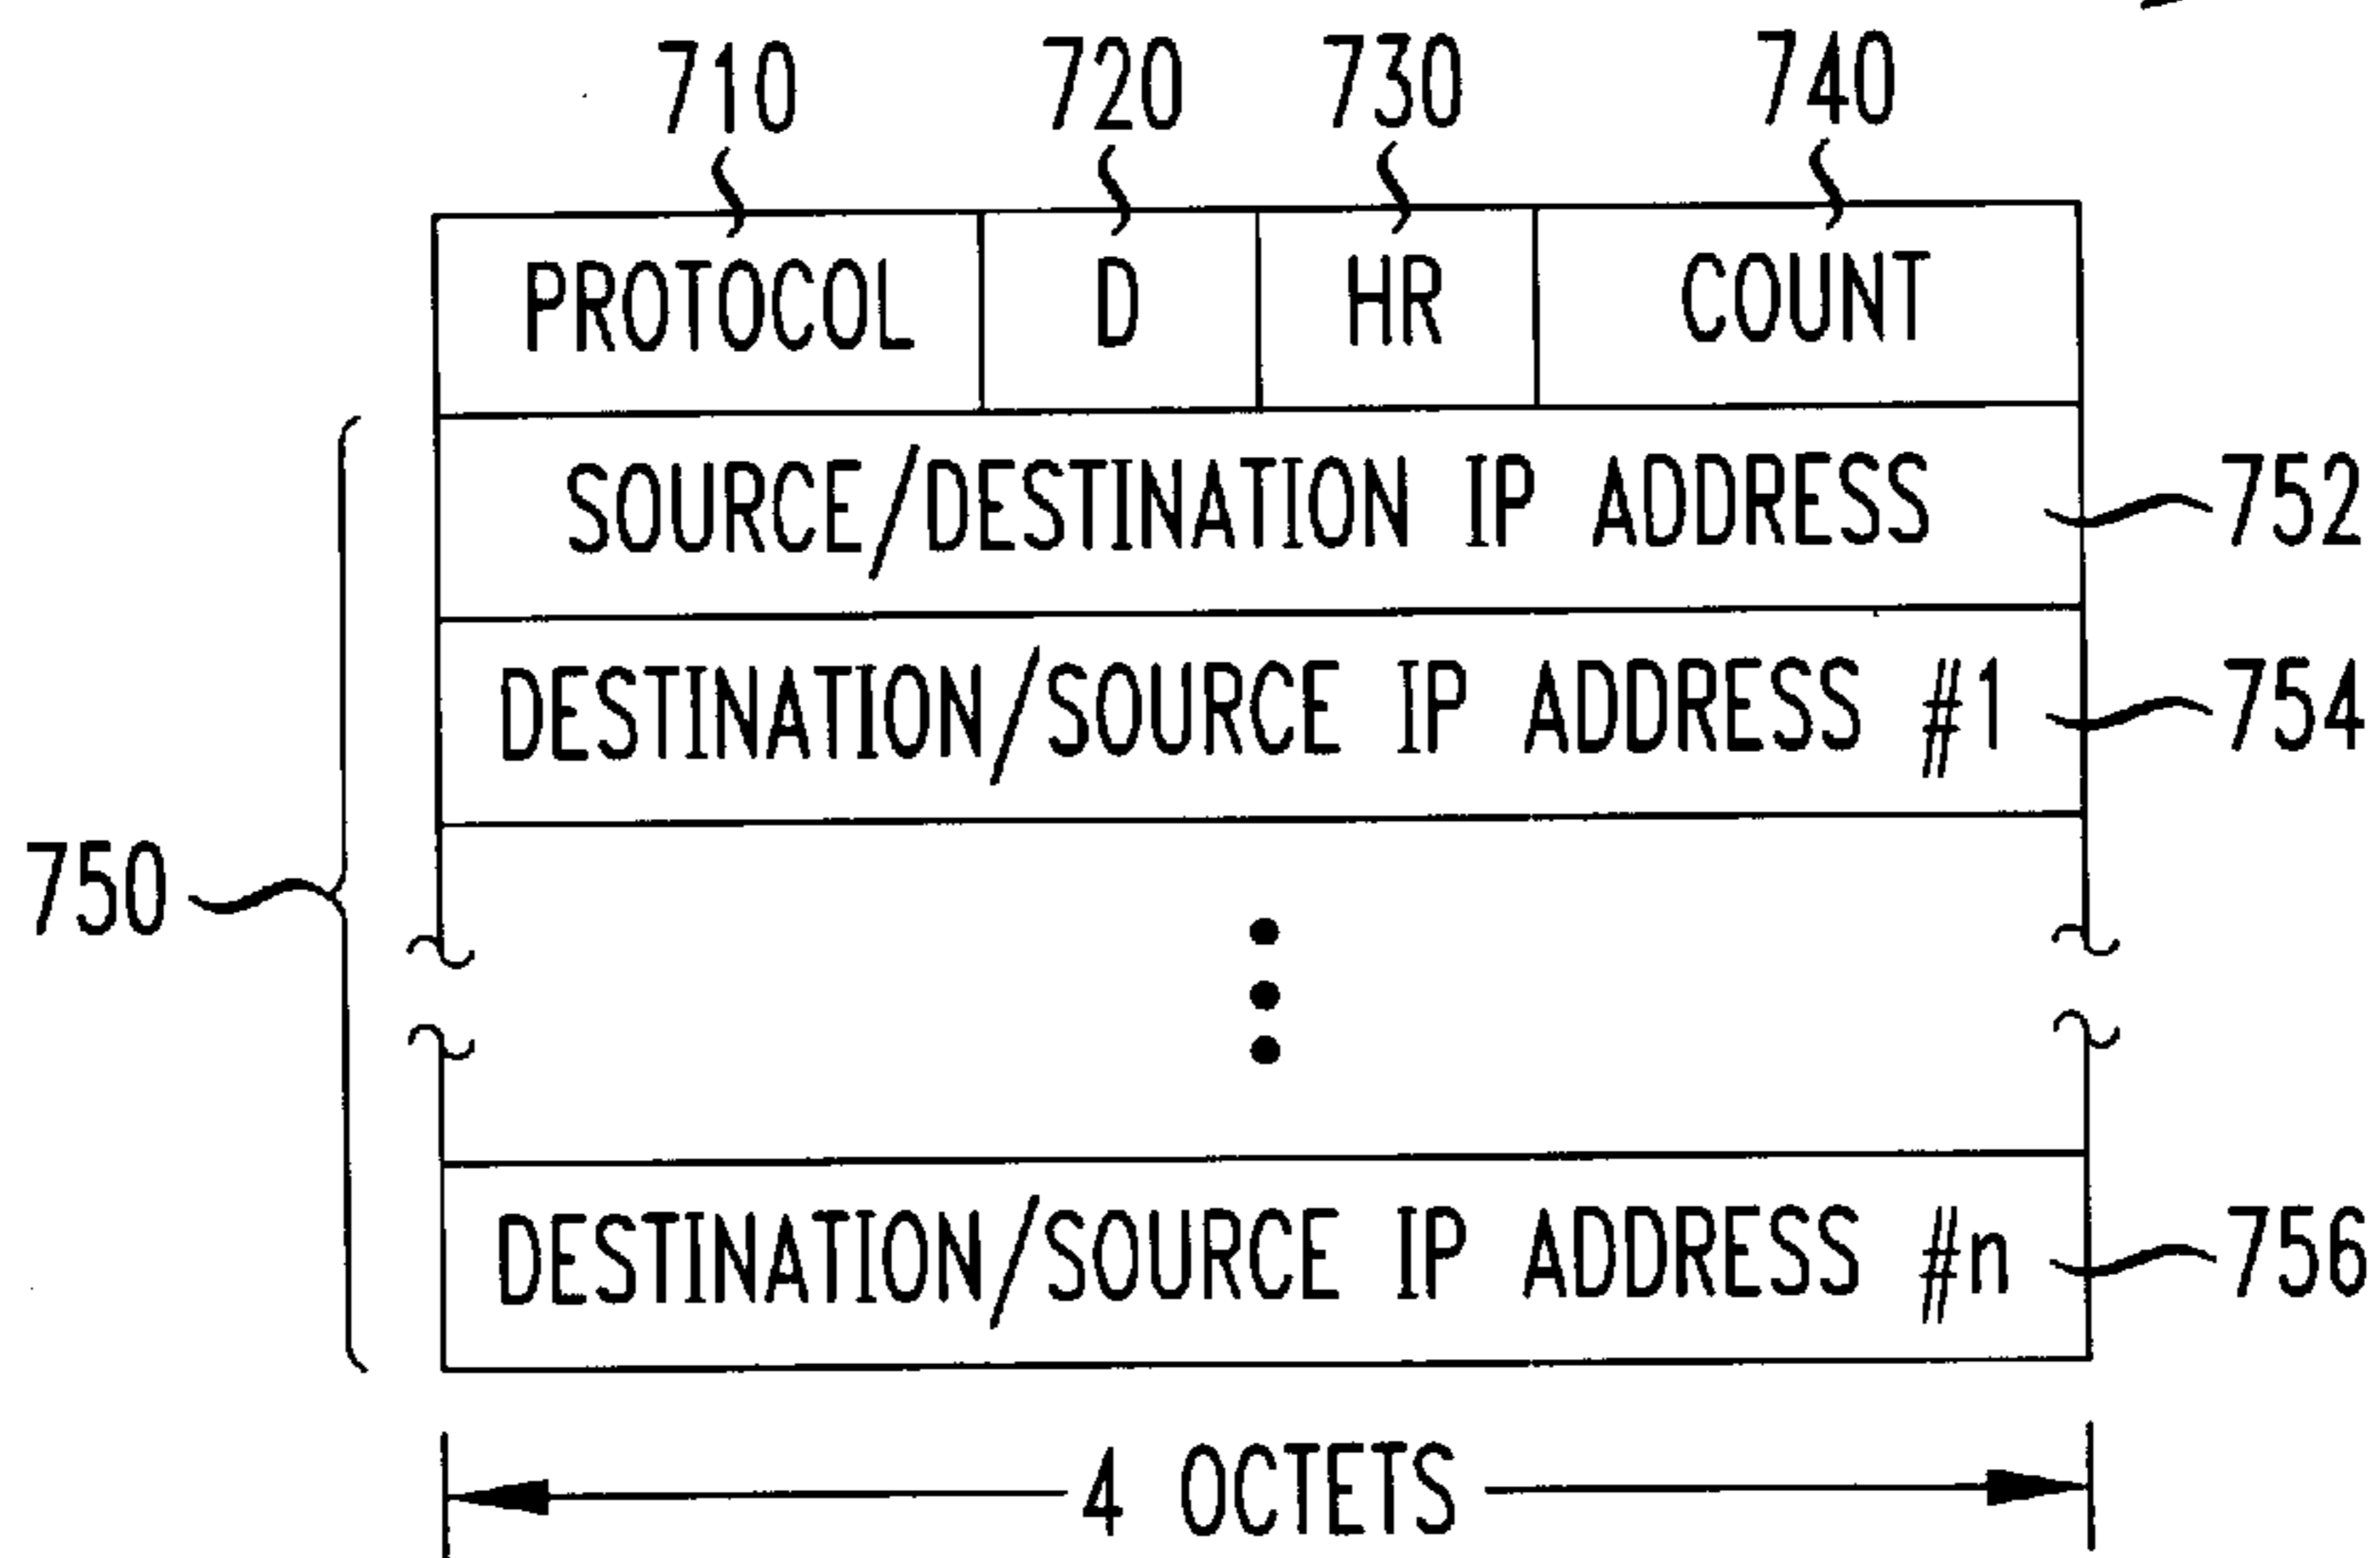 710 720 730 740
PROTOCOL D HR COUNT
SOURCE/DESTINATION IP ADDRESS 752
DESTINATION/SOURCE IP ADDRESS #1 754
750
DESTINATION/SOURCE IP ADDRESS #n 756
4 OCTETS